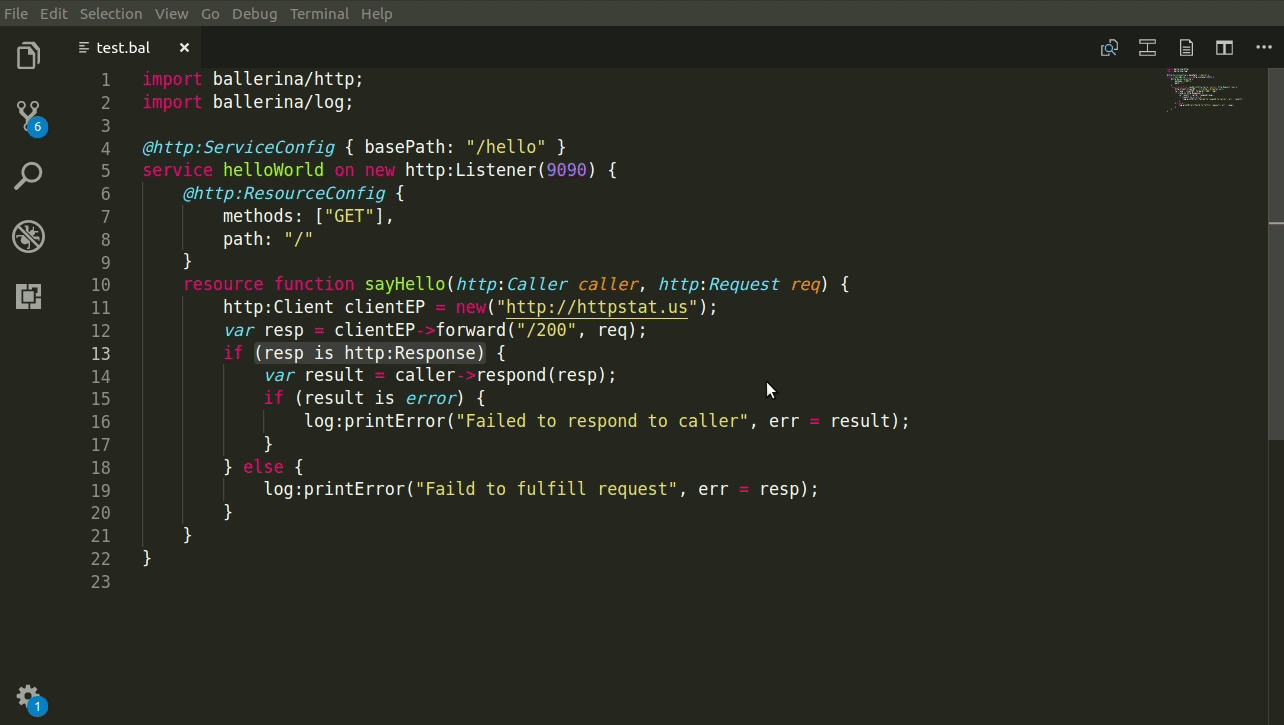 File Edit Selection View Go Debug Terminal Help
test.bal
6
1
1 import ballerina/http;
2 import ballerina/log;
3
4 @http:ServiceConfig { basePath: "/hello" }
5 service helloWorld on new http:Listener(9090) {
6     @http:ResourceConfig {
7         methods: ["GET"],
8         path: "/"
9     }
10     resource function sayHello(http:Caller caller, http:Request req) {
11         http:Client clientEP = new("http://httpstat.us");
12         var resp = clientEP->forward("/200", req);
13         if (resp is http:Response) {
14             var result = caller->respond(resp);
15             if (result is error) {
16                 log:printError("Failed to respond to caller", err = result);
17             }
18         } else {
19             log:printError("Faild to fulfill request", err = resp);
20         }
21     }
22 }
23